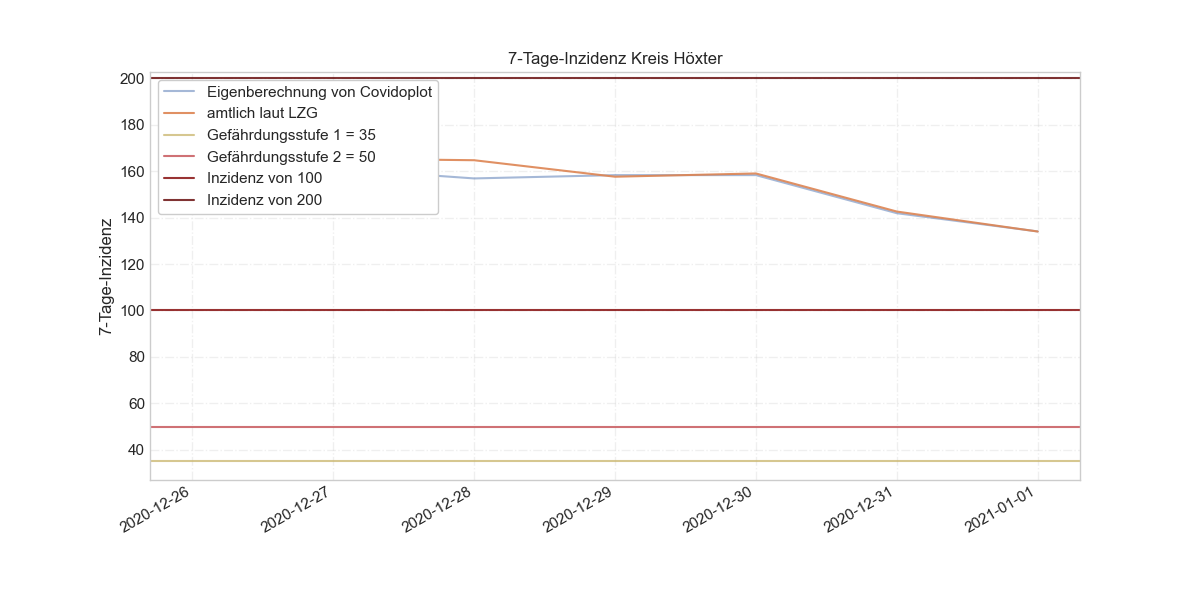 7-Tage-Inzidenz Kreis Höxter
7-Tage-Inzidenz
200
180
160
140
120
100
80
60
40
Eigenberechnung von Covidoplot
amtlich laut LZG
Gefährdungsstufe 1 = 35
Gefährdungsstufe 2 = 50
Inzidenz von 100
Inzidenz von 200
2020-12-26
2020-12-27
2020-12-28
2020-12-29
2020-12-30
2020-12-31
2021-01-01